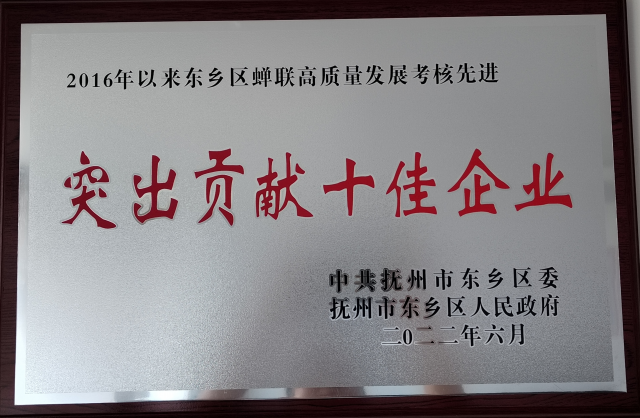 2016年以来东乡区蝉联高质量发展考核先进
突出贡献十佳企业
中共抚州市东乡区委
抚州市东乡区人民政府
二0二二年六月